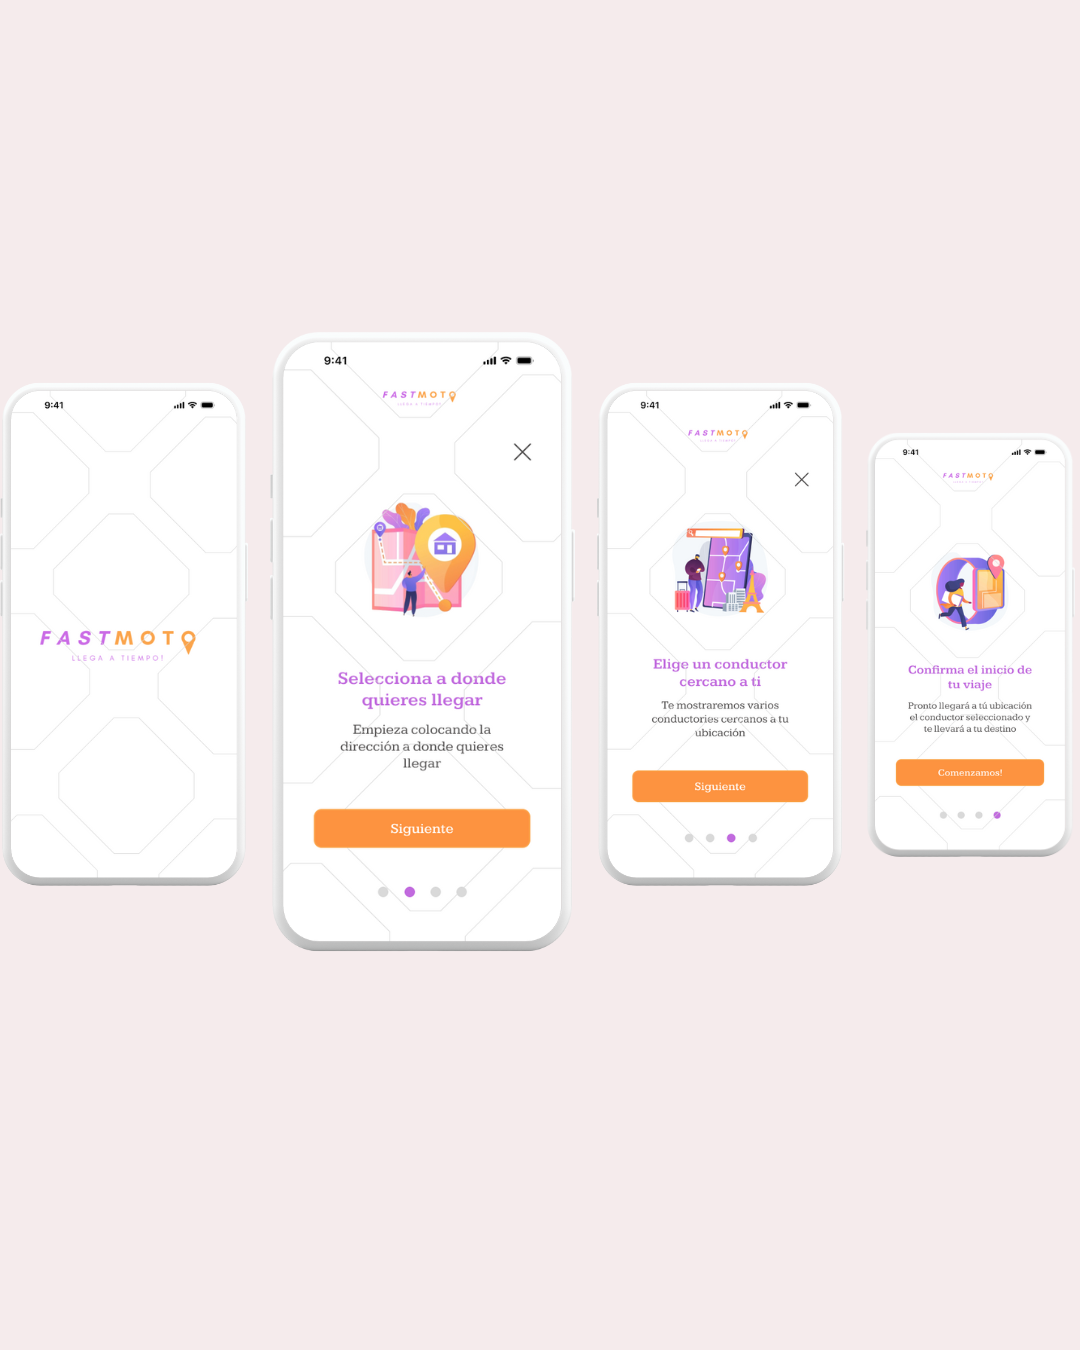 9:41
FASTMOTO
LLEGA A TIEMPO!
9:41
FASTMOTO
LLEGA A TIEMPO!
Selecciona a donde
quieres llegar
Empieza colocando la
dirección a donde quieres
llegar
Siguiente
9:41
FASTMOTO
Elige un conductor
cercano a ti
Te mostraremos varios
conductories cercanos a tu
ubicación
Siguiente
9:41
FASTMOTO
Confirma el inicio de
tu viaje
Pronto llegará a tú ubicación
el conductor seleccionado y
te llevará a tu destino
Comenzamos!